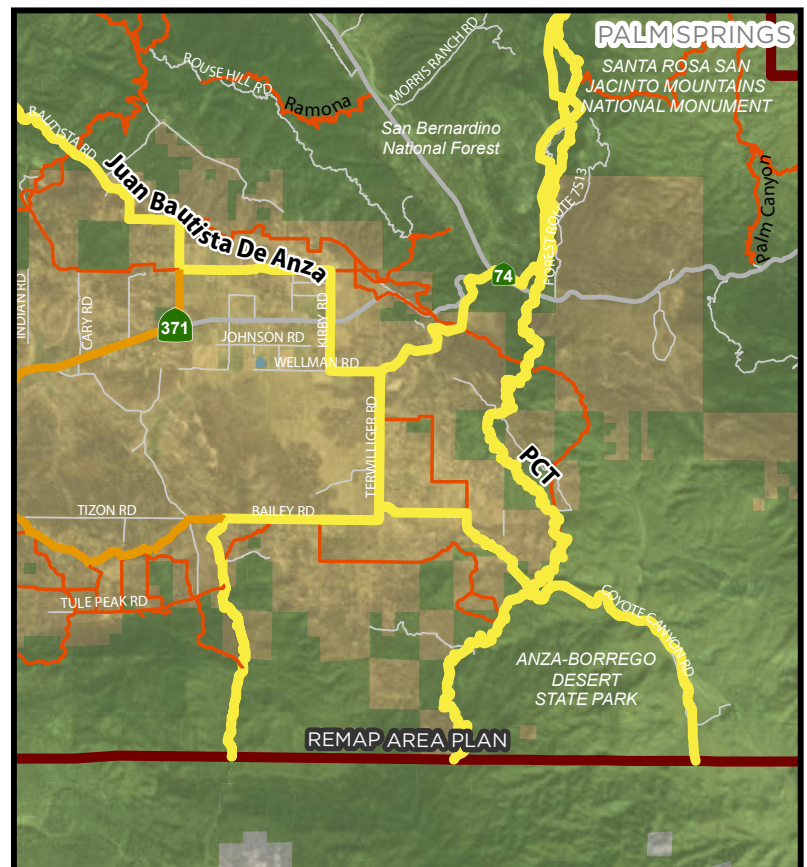 PALM SPRINGS
SANTA ROSA SAN
JACINTO MOUNTAINS
NATIONAL MONUMENT
MORRIS RANCH RD
ROUSE HILL RD
Ramona
San Bernardino
National Forest
BAUTISTA RD
Juan Bautista De Anza
FOREST ROUTE 7S13
Palm Canyon
74
INDIAN RD
CARY RD
371
KIRBY RD
JOHNSON RD
WELLMAN RD
TERWILLIGER RD
PCT
TIZON RD
BAILEY RD
TULE PEAK RD
COYOTE CANYON RD
ANZA-BORREGO
DESERT
STATE PARK
REMAP AREA PLAN